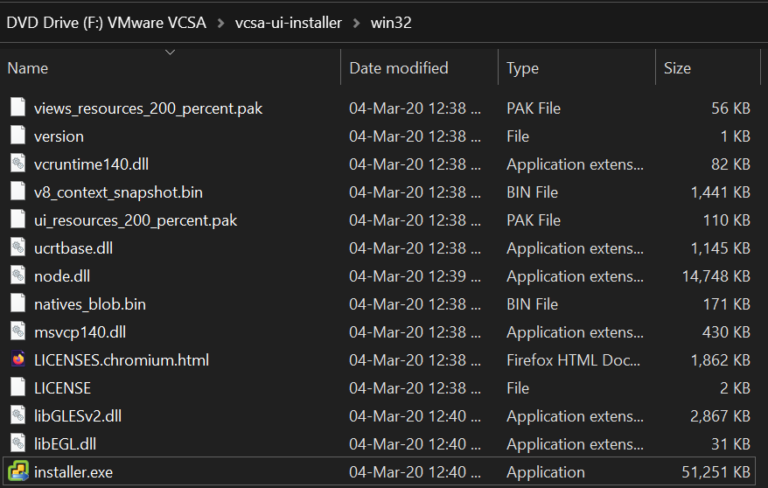 DVD Drive (F:) VMware VCSA > vcsa-ui-installer > win32
Name Date modified Type Size
views_resources_200_percent.pak 04-Mar-20 12:38 ... PAK File 56 KB
version 04-Mar-20 12:38 ... File 1 KB
vcruntime140.dll 04-Mar-20 12:38 ... Application extens... 82 KB
v8_context_snapshot.bin 04-Mar-20 12:38 ... BIN File 1,441 KB
ui_resources_200_percent.pak 04-Mar-20 12:38 ... PAK File 110 KB
ucrtbase.dll 04-Mar-20 12:38 ... Application extens... 1,145 KB
node.dll 04-Mar-20 12:39 ... Application extens... 14,748 KB
natives_blob.bin 04-Mar-20 12:38 ... BIN File 171 KB
msvcp140.dll 04-Mar-20 12:38 ... Application extens... 430 KB
LICENSES.chromium.html 04-Mar-20 12:38 ... Firefox HTML Doc... 1,862 KB
LICENSE 04-Mar-20 12:38 ... File 2 KB
libGLESv2.dll 04-Mar-20 12:40 ... Application extens... 2,867 KB
libEGL.dll 04-Mar-20 12:40 ... Application extens... 31 KB
installer.exe 04-Mar-20 12:40 ... Application 51,251 KB